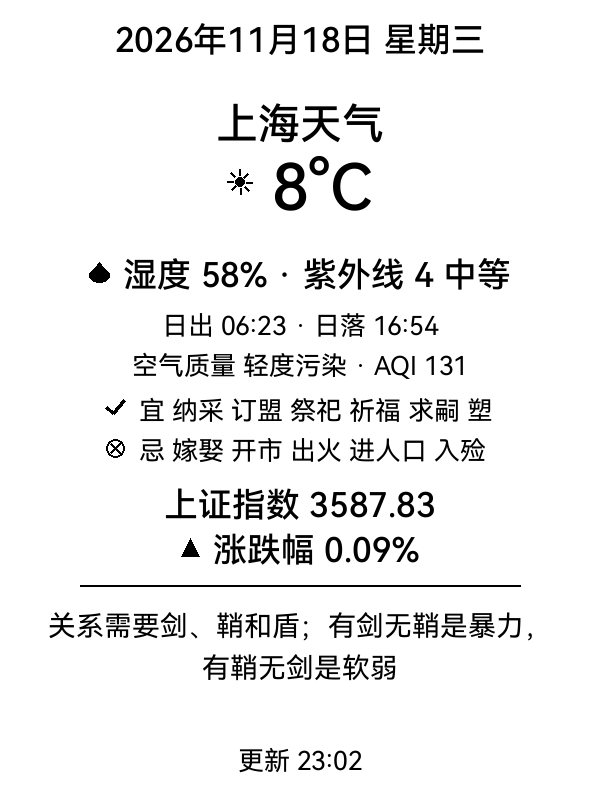 2026年11月18日 星期三
上海天气
8°C
湿度 58% · 紫外线 4 中等
日出 06:23 · 日落 16:54
空气质量 轻度污染 · AQI 131
宜 纳采 订盟 祭祀 祈福 求嗣 塑
忌 嫁娶 开市 出火 进人口 入殓
上证指数 3587.83
▲ 涨跌幅 0.09%
关系需要剑、鞘和盾；有剑无鞘是暴力，
有鞘无剑是软弱
更新 23:02